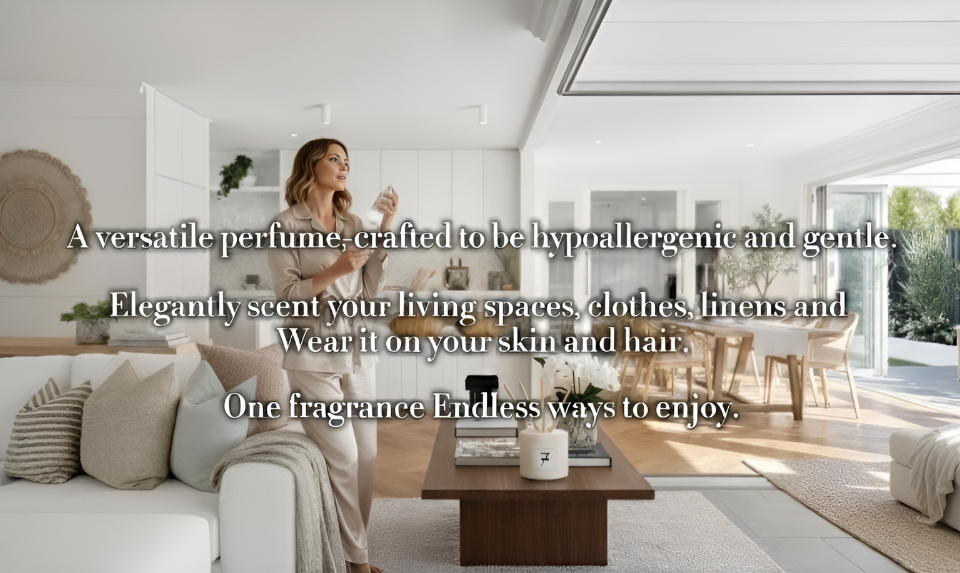 A versatile perfume, crafted to be hypoallergenic and gentle.
Elegantly scent your living spaces, clothes, linens and
Wear it on your skin and hair.
One fragrance Endless ways to enjoy.
7